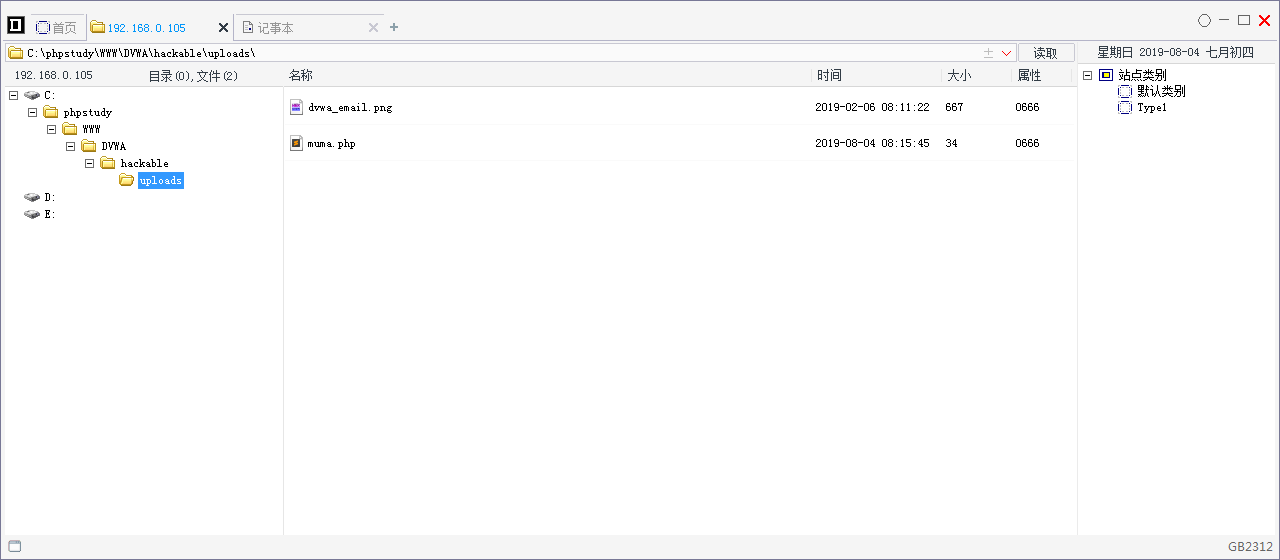 首页 192.168.0.105 记事本
C:\phpstudy\WWW\DVWA\hackable\uploads\ 读取 星期日 2019-08-04 七月初四
192.168.0.105 目录(0),文件(2) 名称 时间 大小 属性 站点类别
C: 默认类别
phpstudy dvwa_email.png 2019-02-06 08:11:22 667 0666 Type1
WWW
DVWA muma.php 2019-08-04 08:15:45 34 0666
hackable
uploads
D:
E:
GB2312